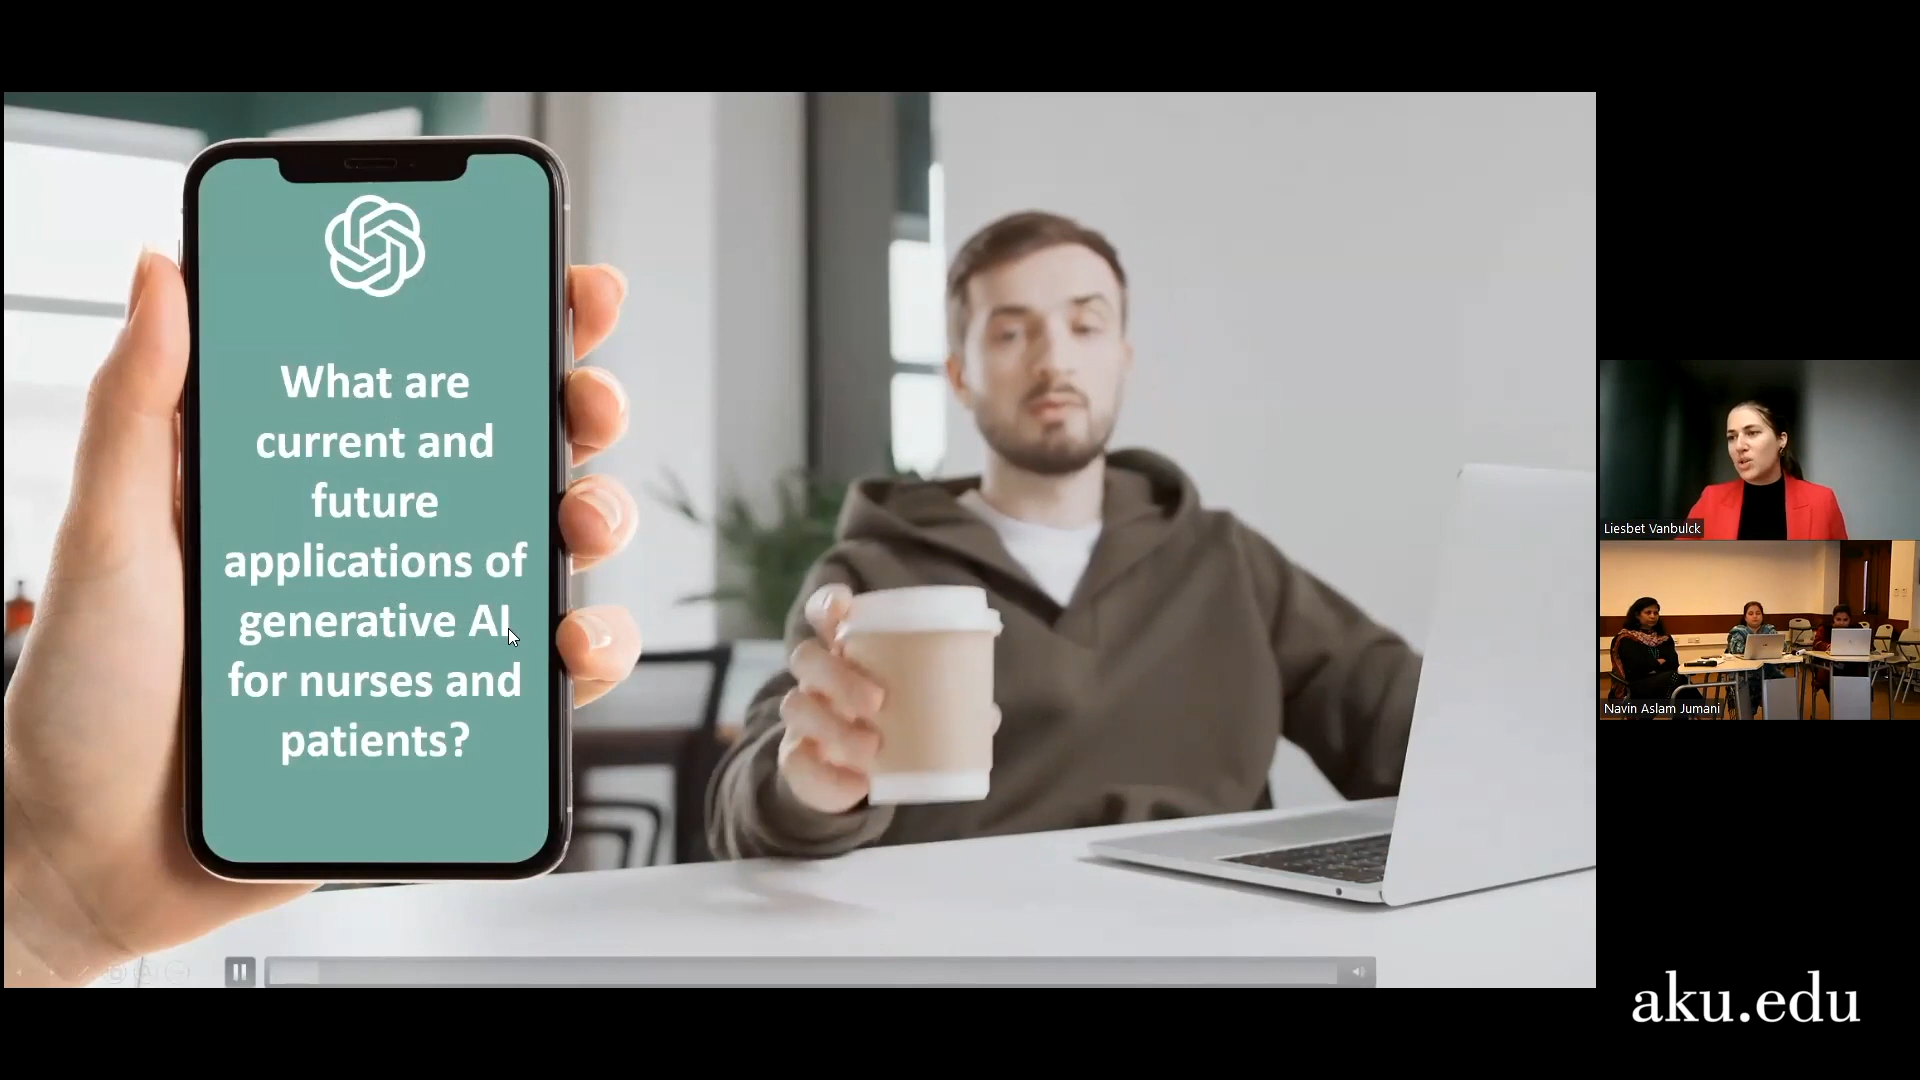 What are
current and
future
applications of
generative AI
for nurses and
patients?
Liesbet Vanbulck
Navin Aslam Jumani
aku.edu